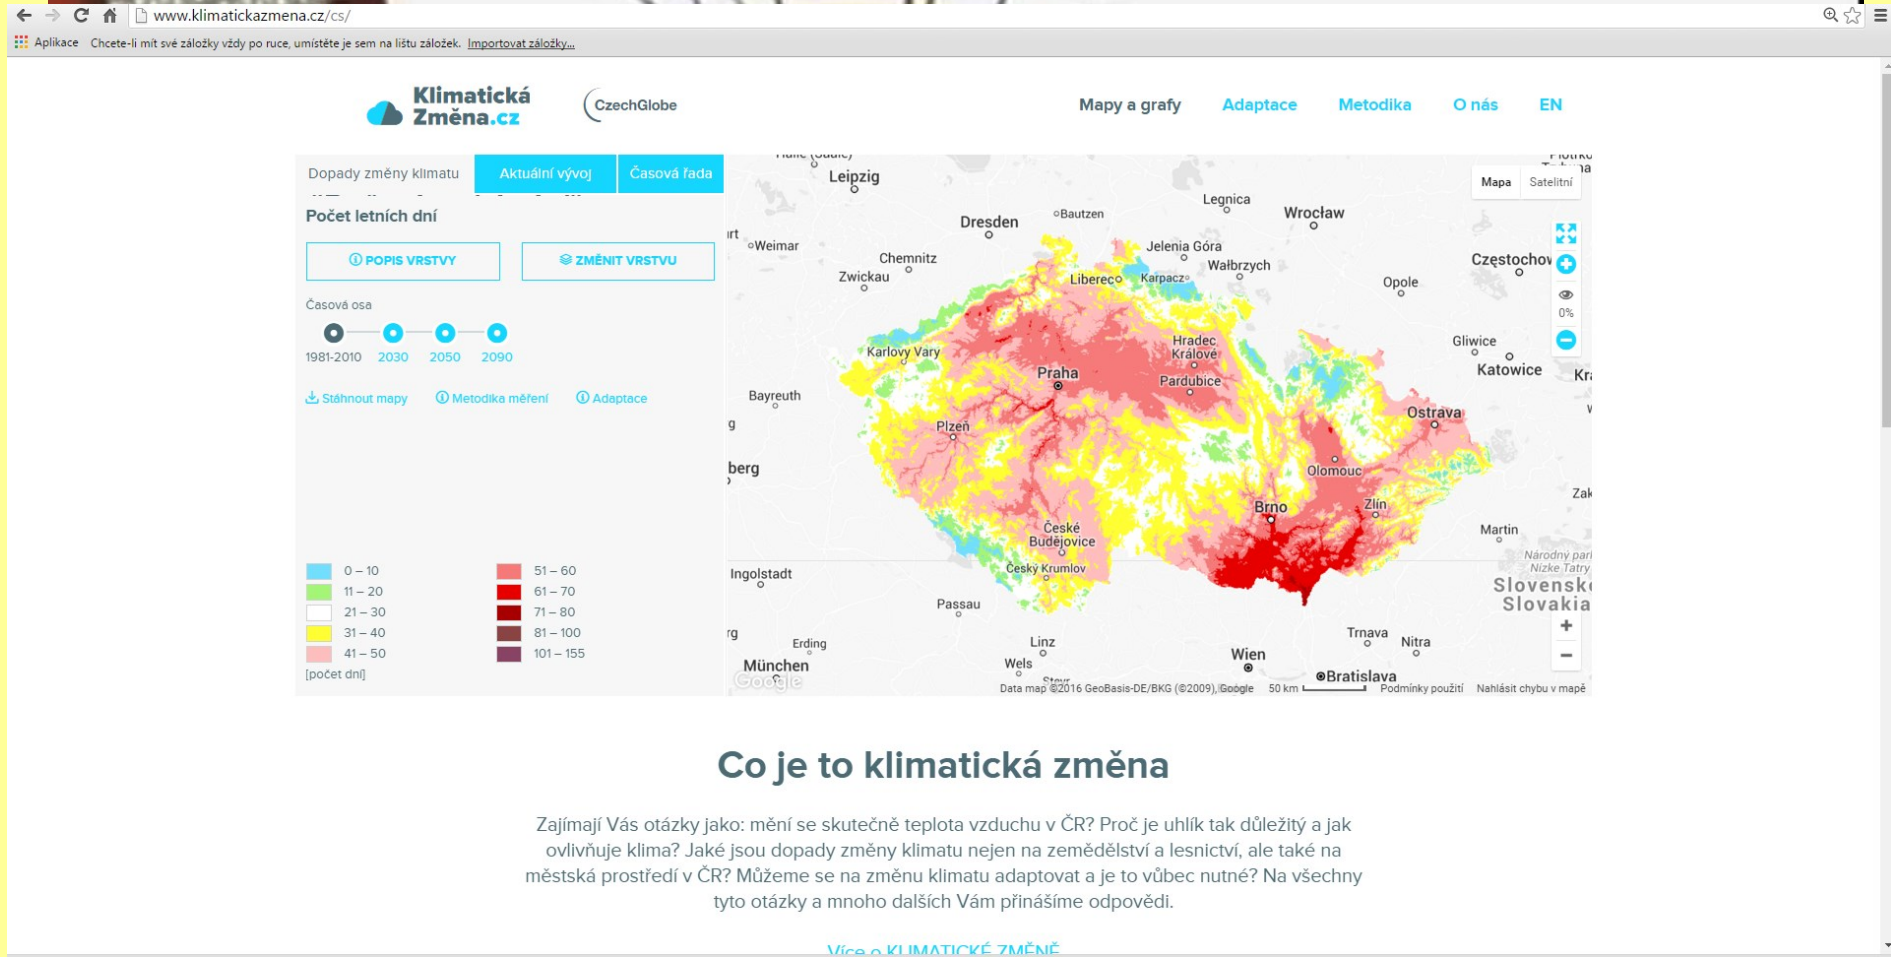 www.klimatickazmena.cz/cs/
Aplikace Chcete-li mít své záložky vždy po ruce, umístěte je sem na lištu záložek. Importovat záložky...
Klimatická
Změna.cz
CzechGlobe
Mapy a grafy Adaptace Metodika O nás EN
Dopady změny klimatu Aktuální vývoj Časová řada
Počet letních dní
POPIS VRSTVY ZMĚNIT VRSTVU
Časová osa
1981-2010 2030 2050 2090
Stáhnout mapy Metodika měření Adaptace
0 – 10
11 – 20
21 – 30
31 – 40
41 – 50
[počet dní]
51 – 60
61 – 70
71 – 80
81 – 100
101 – 155
Mapa Satelitní
0%
Leipzig
Legnica
Wrocław
Dresden
Bautzen
Weimar
Jelenia Góra
Chemnitz
Wałbrzych
Zwickau
Liberec
Karpacz
Opole
Gliwice
Katowice
Karlovy Vary
Hradec
Králové
Praha
Pardubice
Bayreuth
Ostrava
Plzeň
berg
Olomouc
Brno
Zlín
České
Budějovice
Martin
Český Krumlov
Ingolstadt
Národný park
Nízke Tatry
Slovakia
Passau
Trnava
Nitra
Erding
Linz
Wels
München
Wien
Bratislava
Google
Data map ©2016 GeoBasis-DE/BKG (©2009), Google 50 km Podmínky použití Nahlásit chybu v mapě
Co je to klimatická změna
Zajímají Vás otázky jako: mění se skutečně teplota vzduchu v ČR? Proč je uhlík tak důležitý a jak
ovlivňuje klima? Jaké jsou dopady změny klimatu nejen na zemědělství a lesnictví, ale také na
městská prostředí v ČR? Můžeme se na změnu klimatu adaptovat a je to vůbec nutné? Na všechny
tyto otázky a mnoho dalších Vám přinášíme odpovědi.
Více o KLIMATICKÉ ZMĚNĚ